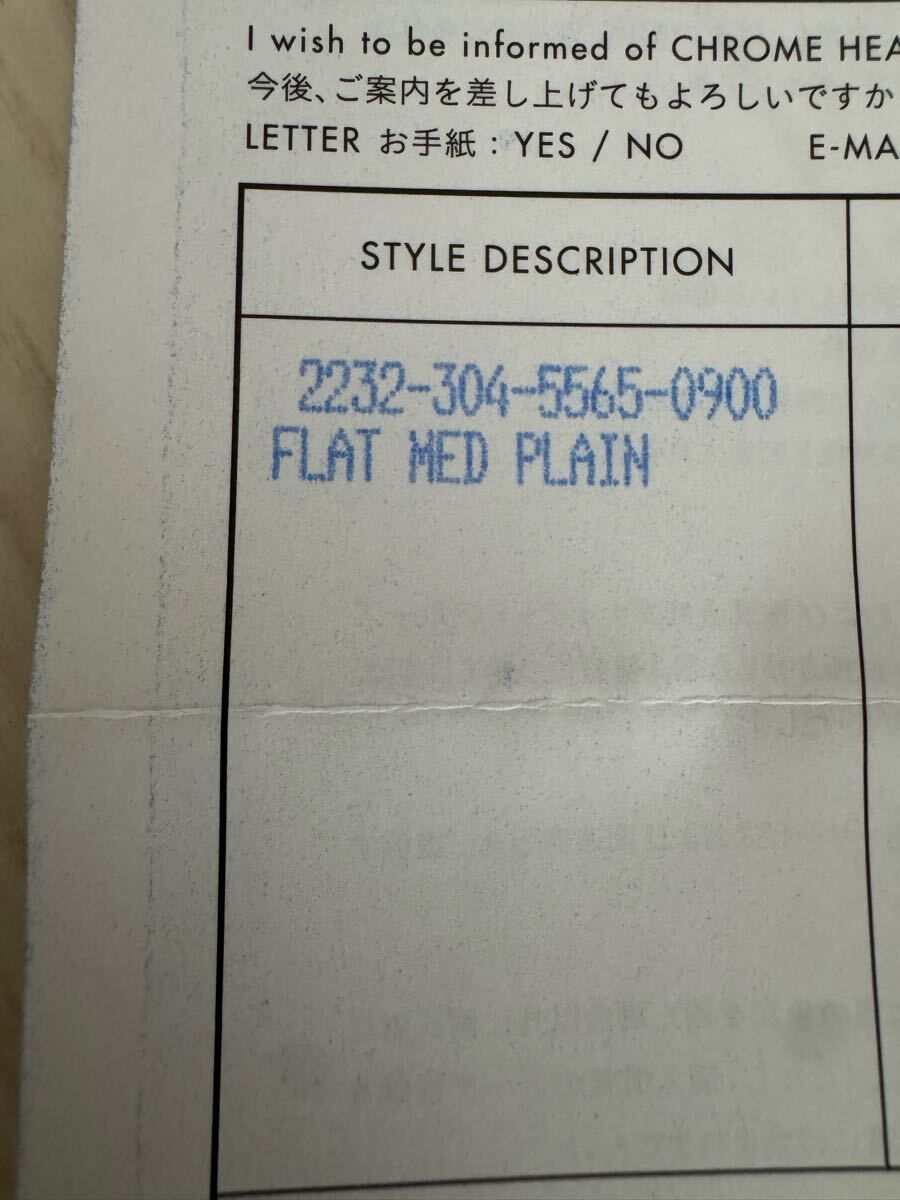 I wish to be informed of CHROME HEA
今後、ご案内を差し上げてもよろしいですか
LETTER お手紙 : YES / NO E-MA
STYLE DESCRIPTION
2232-304-5565-0900
FLAT MED PLAIN